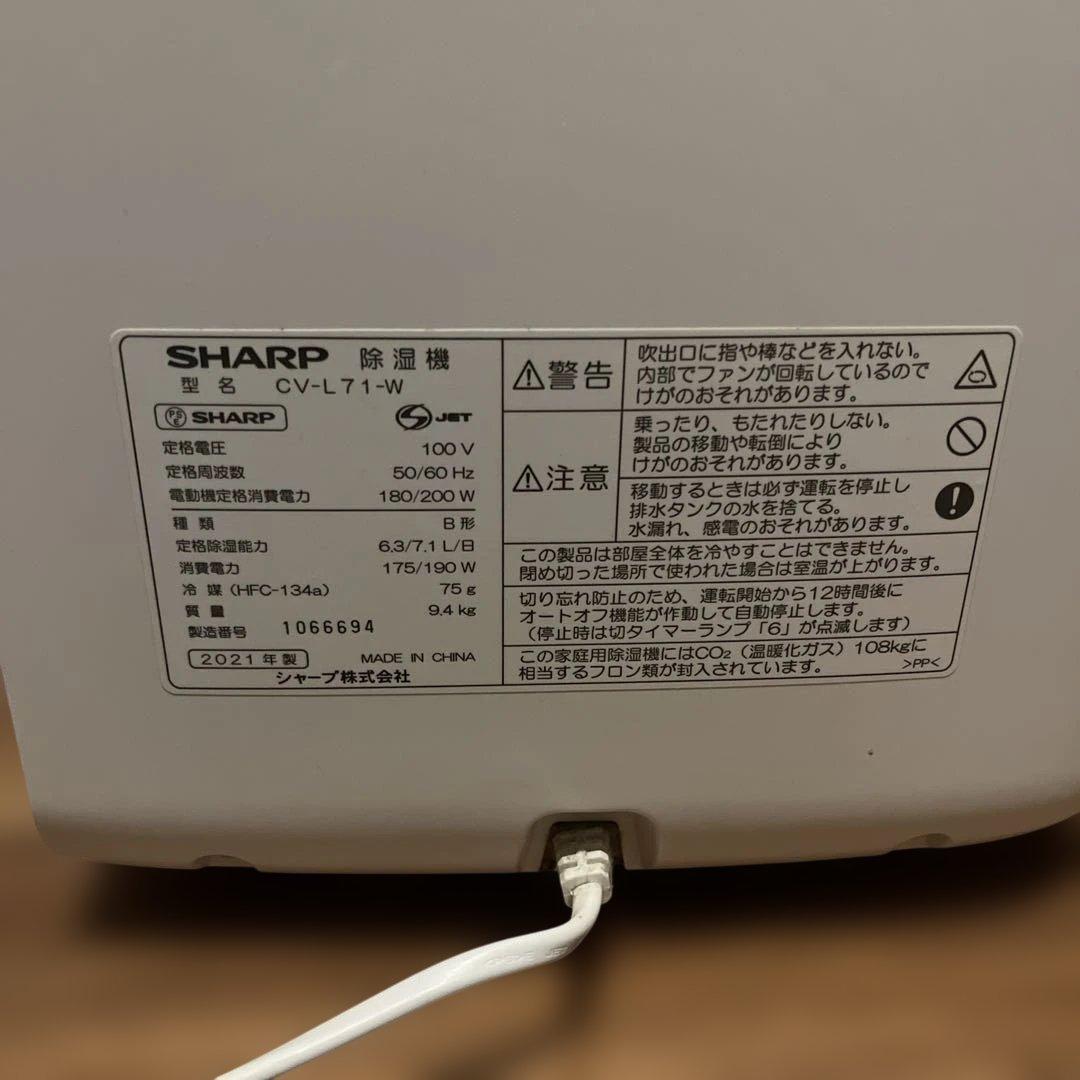 SHARP 除湿機
型名 CV-L71-W
PSE SHARP S JET
定格電圧 100 V
定格周波数 50/60 Hz
電動機定格消費電力 180/200 W
種類 B 形
定格除湿能力 6.3/7.1 L/日
消費電力 175/190 W
冷媒 (HFC-134a) 75 g
質量 9.4 kg
製造番号 1066694
2021年製 MADE IN CHINA
シャープ株式会社
⚠警告
吹出口に指や棒などを入れない。
内部でファンが回転しているので
けがのおそれがあります。
⚠注意
乗ったり、もたれたりしない。
製品の移動や転倒により
けがのおそれがあります。
移動するときは必ず運転を停止し
排水タンクの水を捨てる。
水漏れ、感電のおそれがあります。
この製品は部屋全体を冷やすことはできません。
閉め切った場所で使われた場合は室温が上がります。
切り忘れ防止のため、運転開始から12時間後に
オートオフ機能が作動して自動停止します。
(停止時は切タイマーランプ「6」が点滅します)
この家庭用除湿機にはCO₂(温暖化ガス)108kgに
相当するフロン類が封入されています。
>PP<